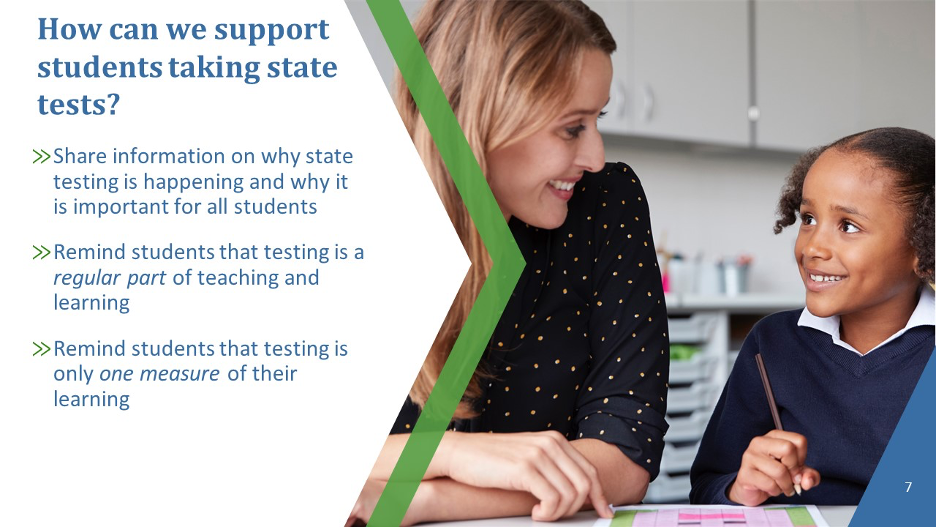 How can we support
students taking state
tests?
Share information on why state
testing is happening and why it
is important for all students
Remind students that testing is a
regular part of teaching and
learning
Remind students that testing is
only one measure of their
learning
7